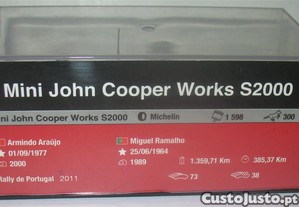 Mini John Cooper Works S2000
Mini John Cooper Works S2000 Michelin 1 598 300
Armindo Araújo Miguel Ramalho
01/09/1977 25/06/1964
2000 1989 1.359,71 Km 385,37 Km
Rally de Portugal 2011 73 38
CustoJusto.pt